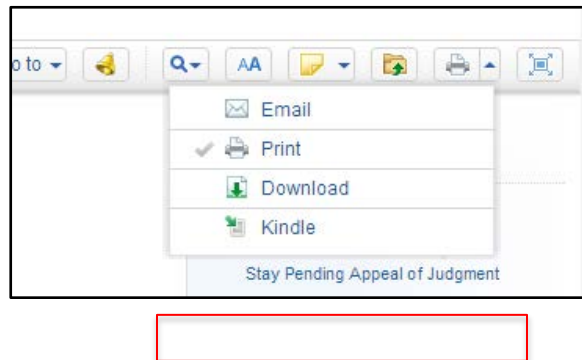 o to
AA
Email
Print
Download
Kindle
Stay Pending Appeal of Judgment